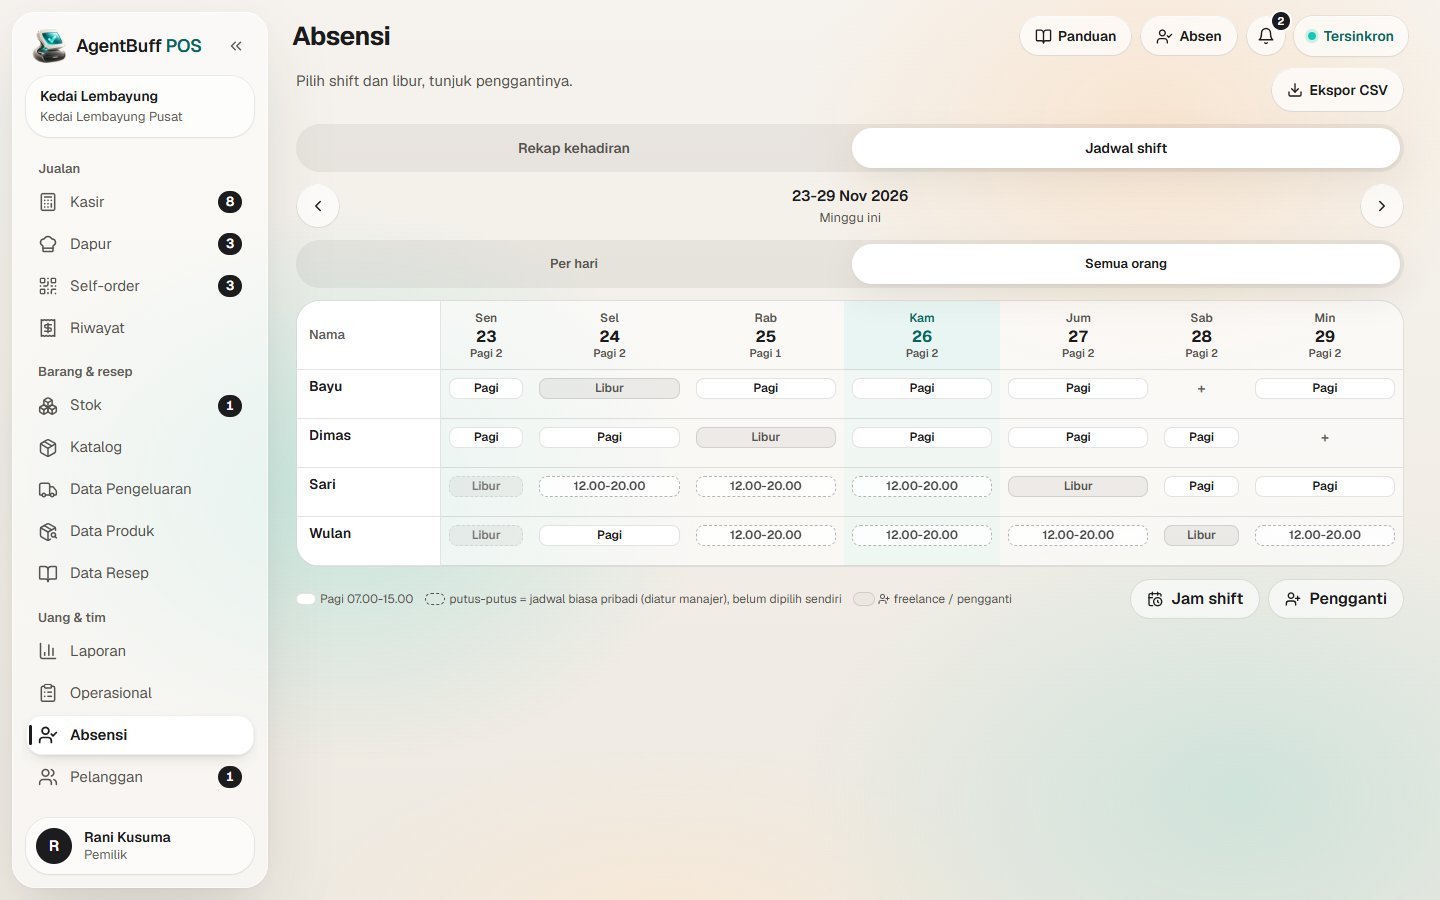 AgentBuff POS
Kedai Lembayung
Kedai Lembayung Pusat
Jualan
Kasir 8
Dapur 3
Self-order 3
Riwayat
Barang & resep
Stok 1
Katalog
Data Pengeluaran
Data Produk
Data Resep
Uang & tim
Laporan
Operasional
Absensi
Pelanggan 1
R
Rani Kusuma
Pemilik
Absensi
Panduan
Absen
2
Tersinkron
Pilih shift dan libur, tunjuk penggantinya.
Ekspor CSV
Rekap kehadiran
Jadwal shift
23-29 Nov 2026
Minggu ini
Per hari
Semua orang
Nama
Sen Sel Rab Kam Jum Sab Min
23 24 25 26 27 28 29
Pagi 2 Pagi 2 Pagi 1 Pagi 2 Pagi 2 Pagi 2 Pagi 2
Bayu Pagi Libur Pagi Pagi Pagi + Pagi
Dimas Pagi Pagi Libur Pagi Pagi Pagi +
Sari Libur 12.00-20.00 12.00-20.00 12.00-20.00 Libur Pagi Pagi
Wulan Libur Pagi 12.00-20.00 12.00-20.00 12.00-20.00 Libur 12.00-20.00
Pagi 07.00-15.00 putus-putus = jadwal biasa pribadi (diatur manajer), belum dipilih sendiri freelance / pengganti
Jam shift
Pengganti